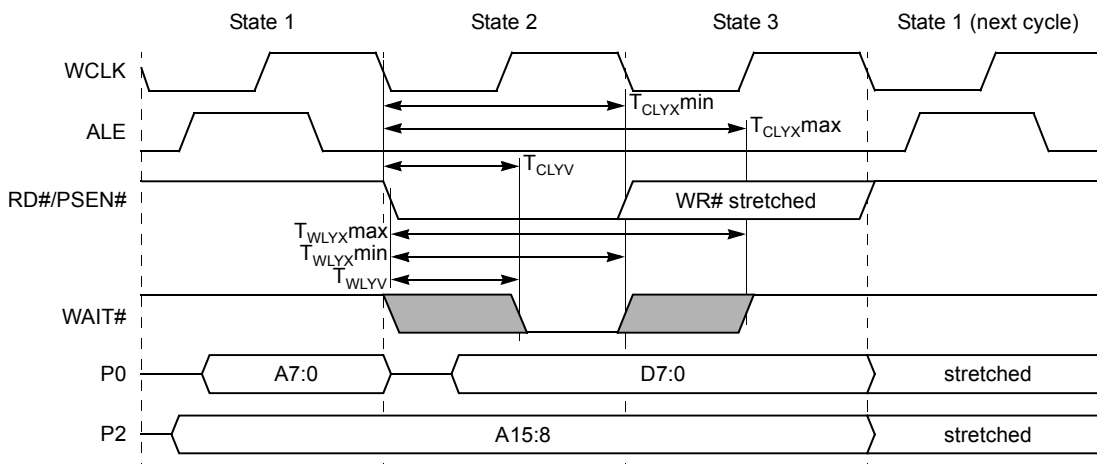 State 1 State 2 State 3 State 1 (next cycle)
WCLK
TCLYXmin
ALE
TCLYXmax
TCLYV
RD#/PSEN#
WR# stretched
TWLYXmax
TWLYXmin
TWLYV
WAIT#
P0 A7:0 D7:0 stretched
P2 A15:8 stretched